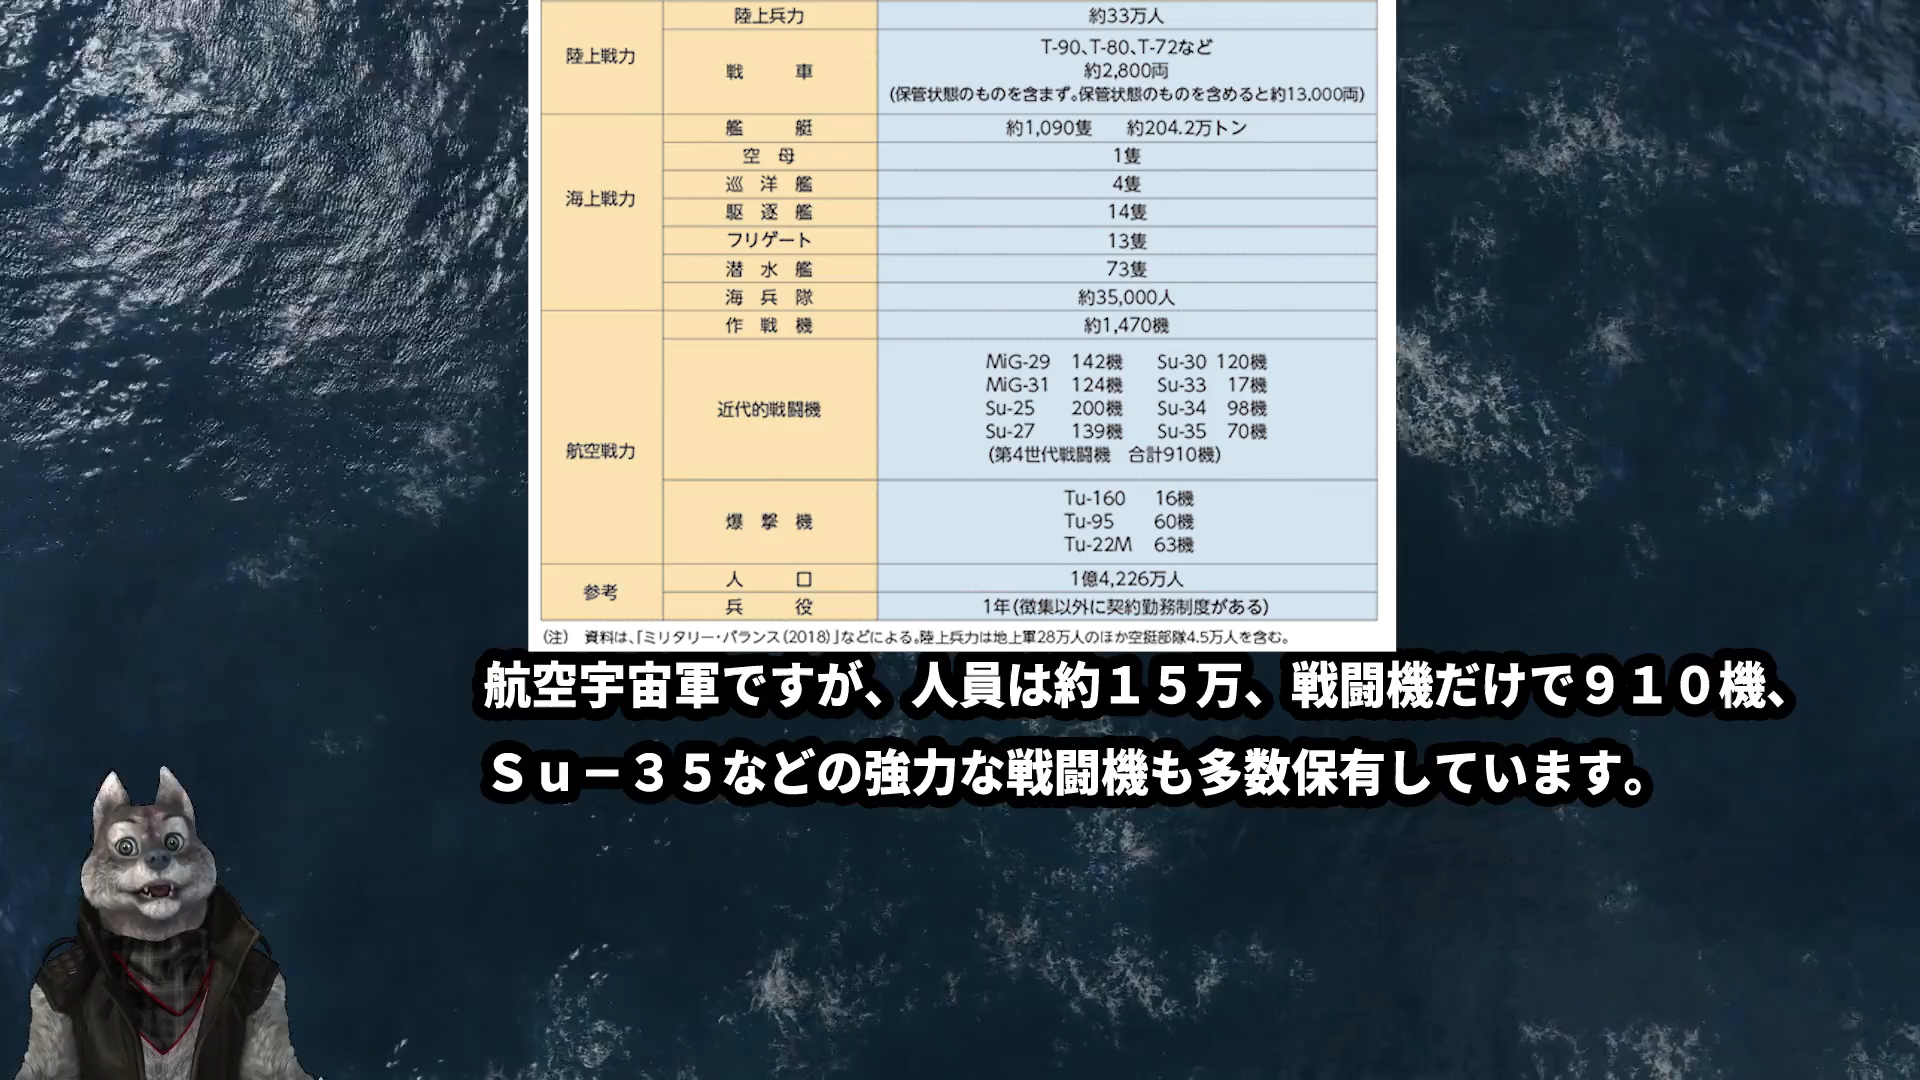 陸上戦力
陸上兵力 約33万人
戦車 T-90、T-80、T-72など
約2,800両
(保管状態のものを含まず。保管状態のものを含めると約13,000両)
海上戦力
艦艇 約1,090隻 約204.2万トン
空母 1隻
巡洋艦 4隻
駆逐艦 14隻
フリゲート 13隻
潜水艦 73隻
海兵隊 約35,000人
航空戦力
作戦機 約1,470機
近代的戦闘機
MiG-29 142機 Su-30 120機
MiG-31 124機 Su-33 17機
Su-25 200機 Su-34 98機
Su-27 139機 Su-35 70機
(第4世代戦闘機 合計910機)
爆撃機
Tu-160 16機
Tu-95 60機
Tu-22M 63機
参考
人口 1億4,226万人
兵役 1年(徴集以外に契約勤務制度がある)
(注) 資料は、「ミリタリー・バランス(2018)」などによる。陸上兵力は地上軍28万人のほか空挺部隊4.5万人を含む。
航空宇宙軍ですが、人員は約15万、戦闘機だけで910機、
Su-35などの強力な戦闘機も多数保有しています。